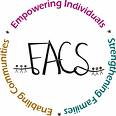 Empowering Individuals
Strengthening Families
Enabling Communities
FACS